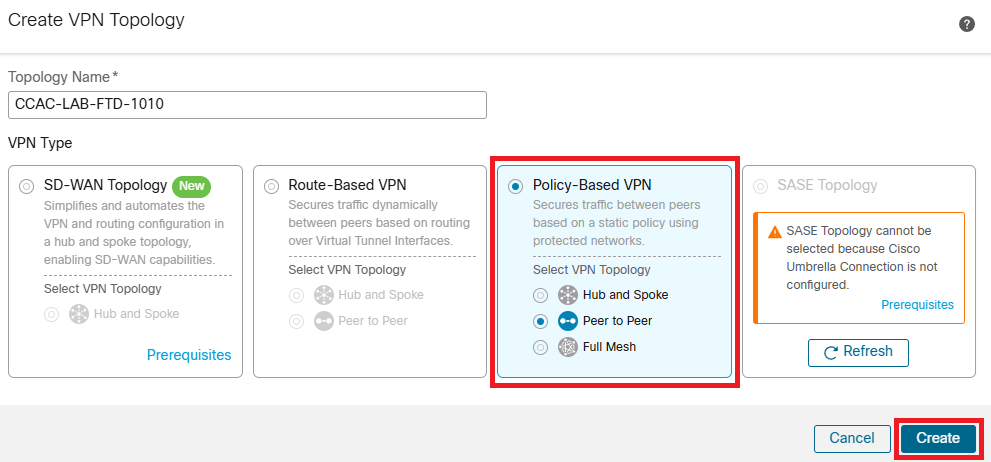 Create VPN Topology
?
Topology Name*
CCAC-LAB-FTD-1010
VPN Type
SD-WAN Topology New
Simplifies and automates the
VPN and routing configuration in
a hub and spoke topology,
enabling SD-WAN capabilities.
Select VPN Topology
Hub and Spoke
Prerequisites
Route-Based VPN
Secures traffic dynamically
between peers based on routing
over Virtual Tunnel Interfaces.
Select VPN Topology
Hub and Spoke
Peer to Peer
Policy-Based VPN
Secures traffic between peers
based on a static policy using
protected networks.
Select VPN Topology
Hub and Spoke
Peer to Peer
Full Mesh
SASE Topology
SASE Topology cannot be
selected because Cisco
Umbrella Connection is not
configured.
Prerequisites
Refresh
Cancel
Create